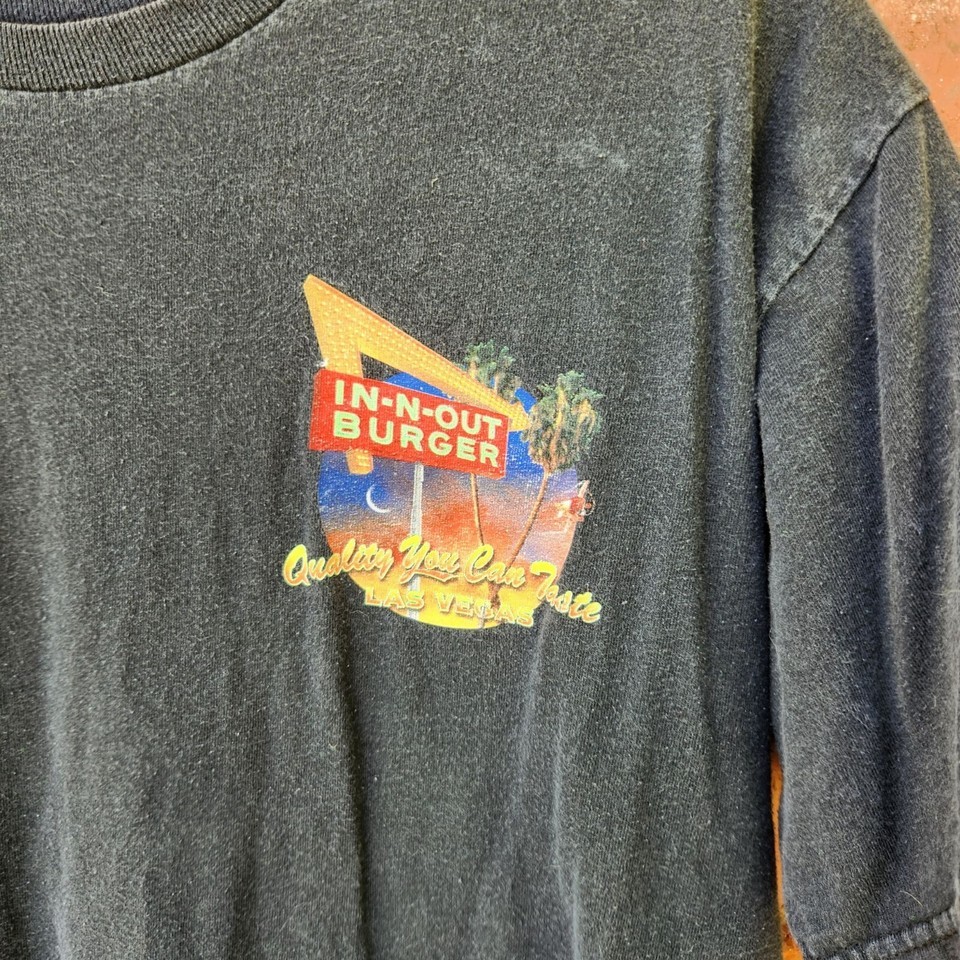 IN-N-OUT
BURGER
Quality You Can Taste
LAS VEGAS